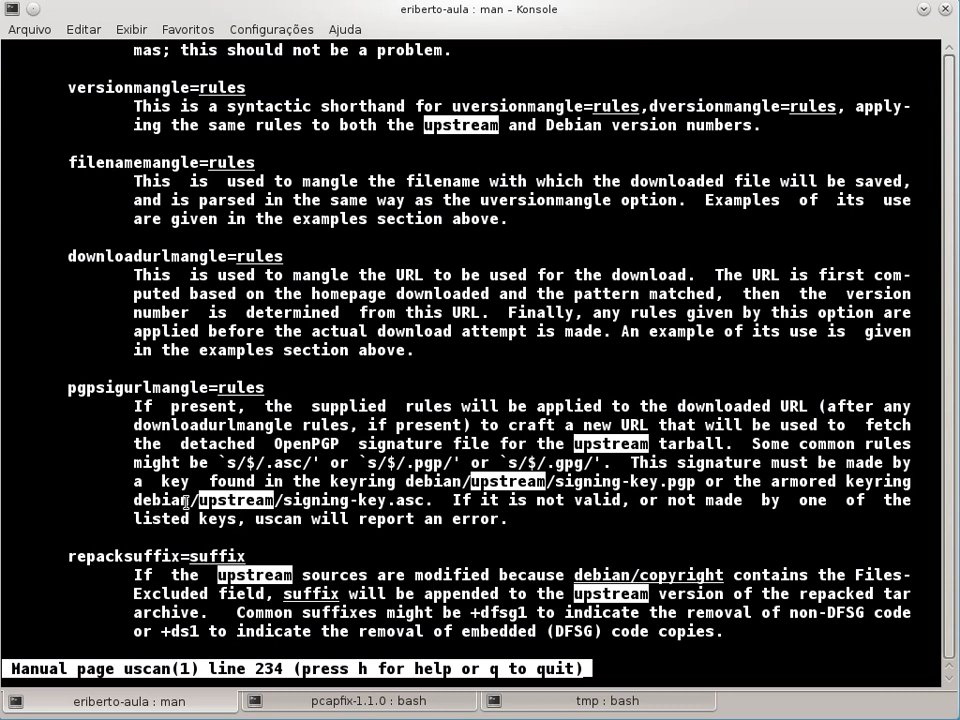 eriberto-aula : man – Konsole
Arquivo Editar Exibir Favoritos Configurações Ajuda
mas; this should not be a problem.
versionmangle=rules
This is a syntactic shorthand for uversionmangle=rules,dversionmangle=rules, apply-
ing the same rules to both the upstream and Debian version numbers.
filenamemangle=rules
This is used to mangle the filename with which the downloaded file will be saved,
and is parsed in the same way as the uversionmangle option. Examples of its use
are given in the examples section above.
downloadurlmangle=rules
This is used to mangle the URL to be used for the download. The URL is first com-
puted based on the homepage downloaded and the pattern matched, then the version
number is determined from this URL. Finally, any rules given by this option are
applied before the actual download attempt is made. An example of its use is given
in the examples section above.
pgpsigurlmangle=rules
If present, the supplied rules will be applied to the downloaded URL (after any
downloadurlmangle rules, if present) to craft a new URL that will be used to fetch
the detached OpenPGP signature file for the upstream tarball. Some common rules
might be `s/$/.asc/' or `s/$/.pgp/' or `s/$/.gpg/'. This signature must be made by
a key found in the keyring debian/upstream/signing-key.pgp or the armored keyring
debian/upstream/signing-key.asc. If it is not valid, or not made by one of the
listed keys, uscan will report an error.
repacksuffix=suffix
If the upstream sources are modified because debian/copyright contains the Files-
Excluded field, suffix will be appended to the upstream version of the repacked tar
archive. Common suffixes might be +dfsg1 to indicate the removal of non-DFSG code
or +ds1 to indicate the removal of embedded (DFSG) code copies.
Manual page uscan(1) line 234 (press h for help or q to quit)
eriberto-aula : man pcapfix-1.1.0 : bash tmp : bash